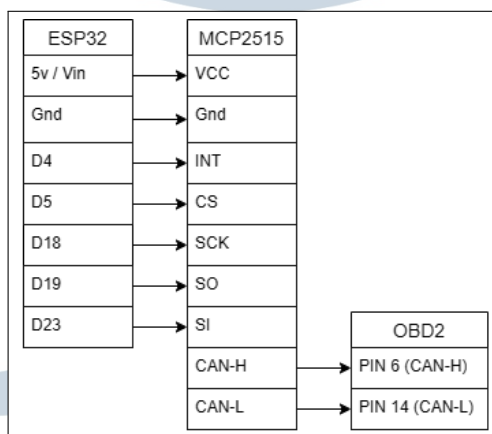 ESP32
MCP2515
5v / Vin
VCC
Gnd
Gnd
D4
INT
D5
CS
D18
SCK
D19
SO
D23
SI
OBD2
CAN-H
PIN 6 (CAN-H)
CAN-L
PIN 14 (CAN-L)